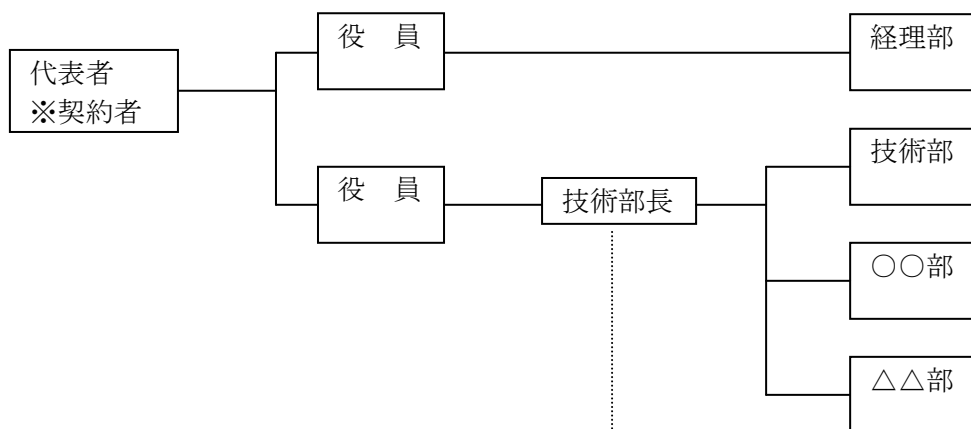 役　員
経理部
代表者
※契約者
技術部
役　員
技術部長
○○部
△△部